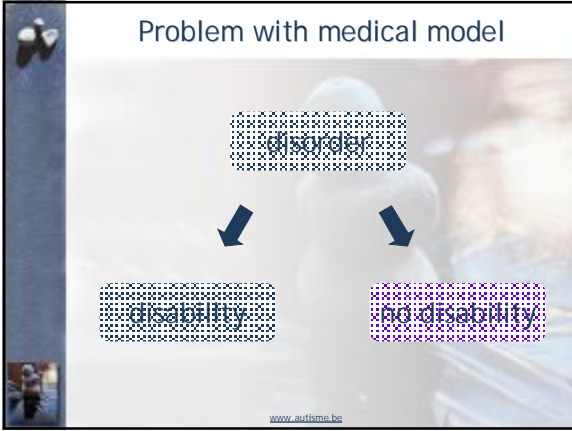 Problem with medical model
disorder
disability
no disability
www.autisme.be